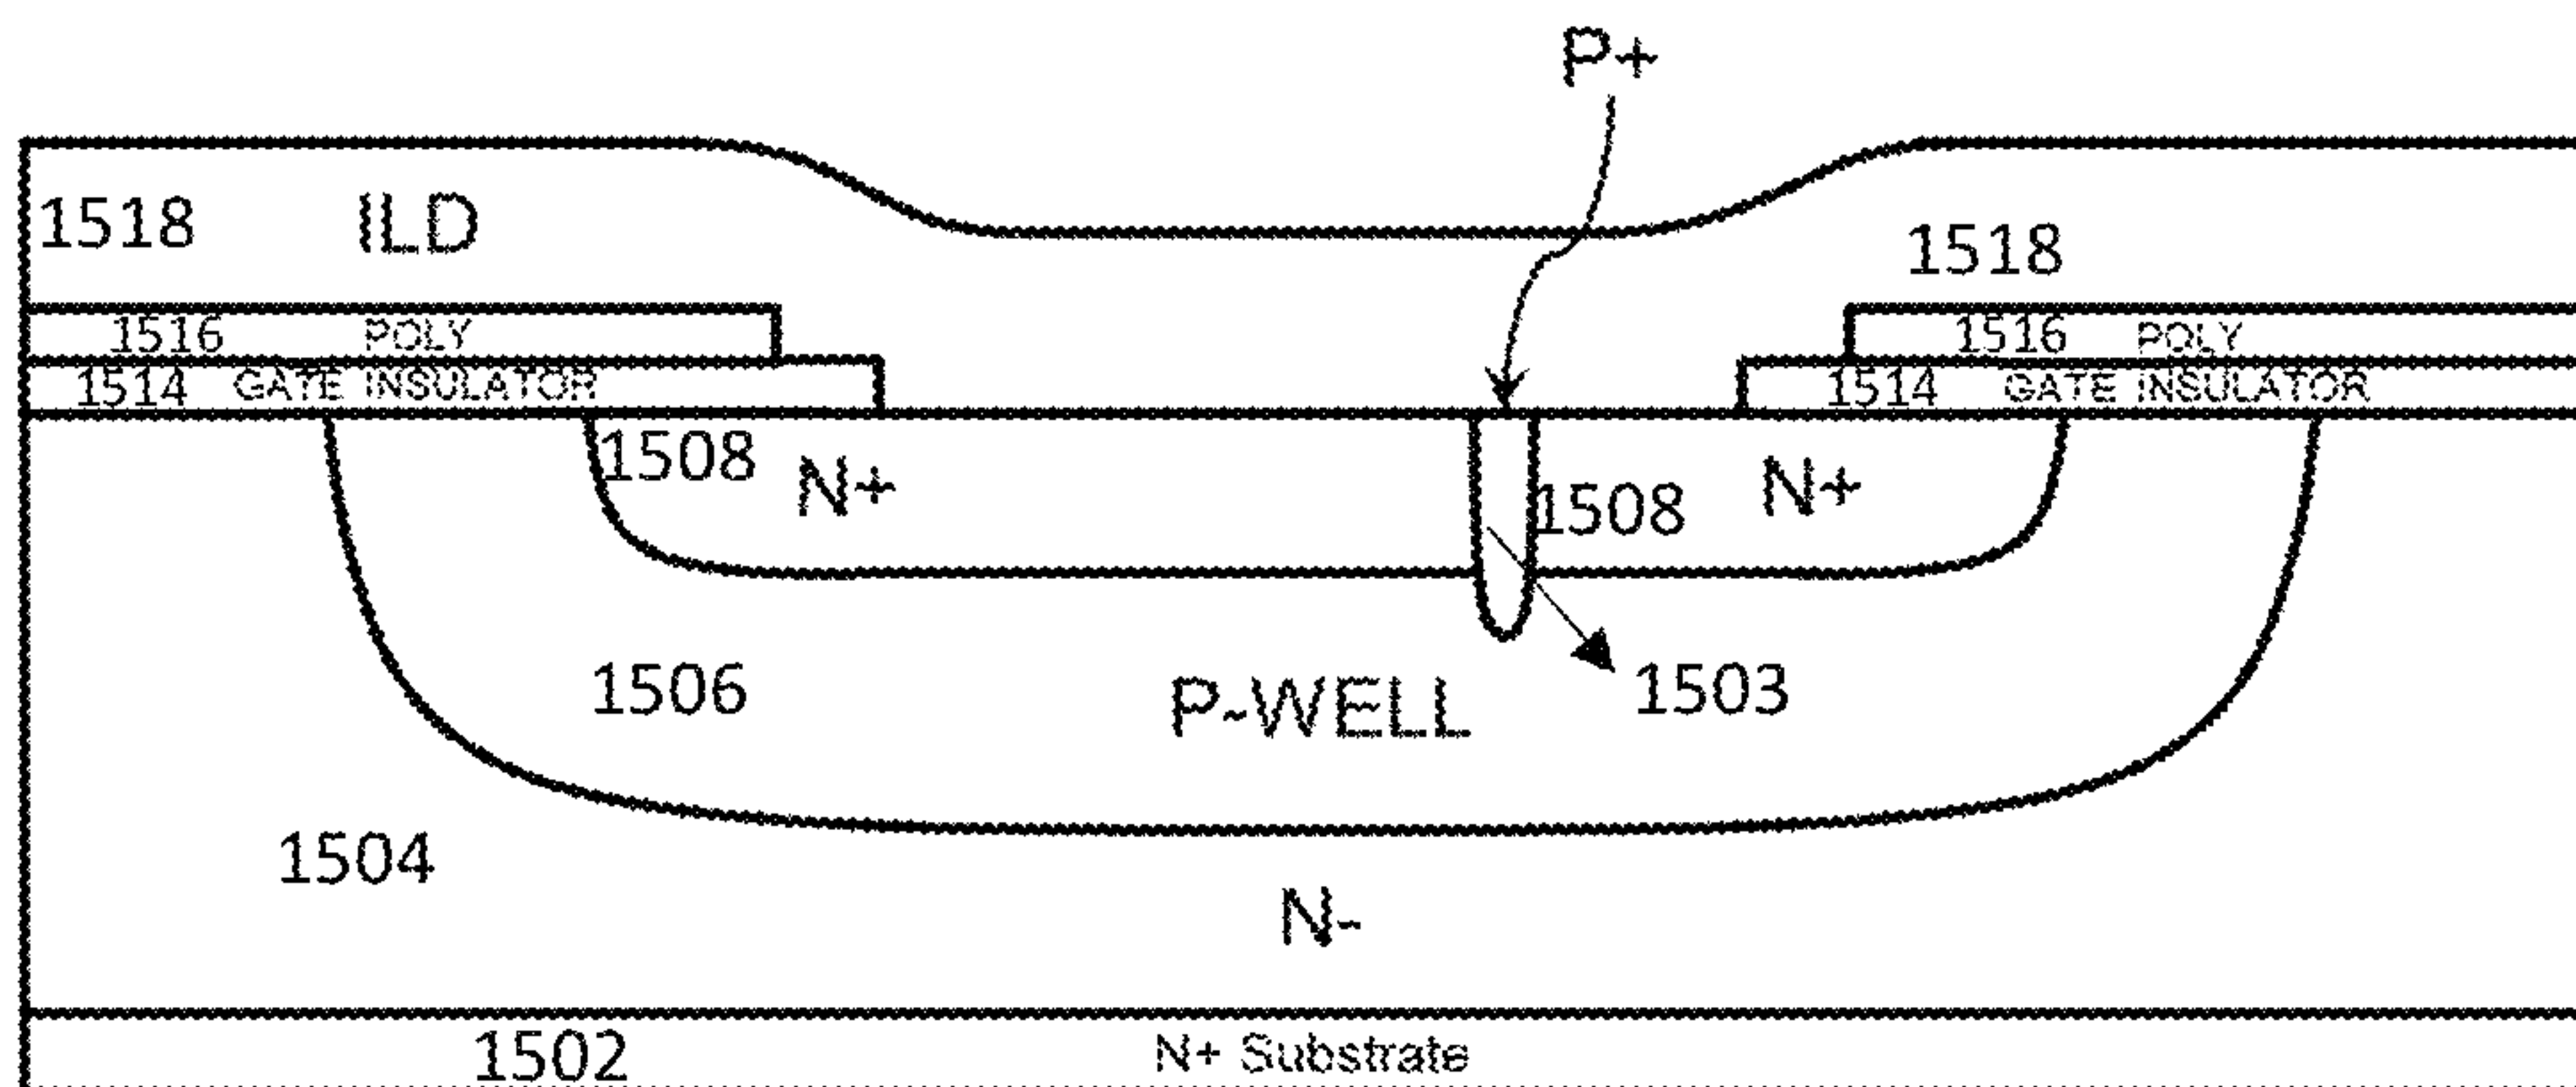 P+
1518 ILD
1518
1516 POLY
1516 POLY
1514 GATE INSULATOR
1514 GATE INSULATOR
1508 N+
1508 N+
1506
P-WELL
1503
1504
N-
1502 N+ Substrate